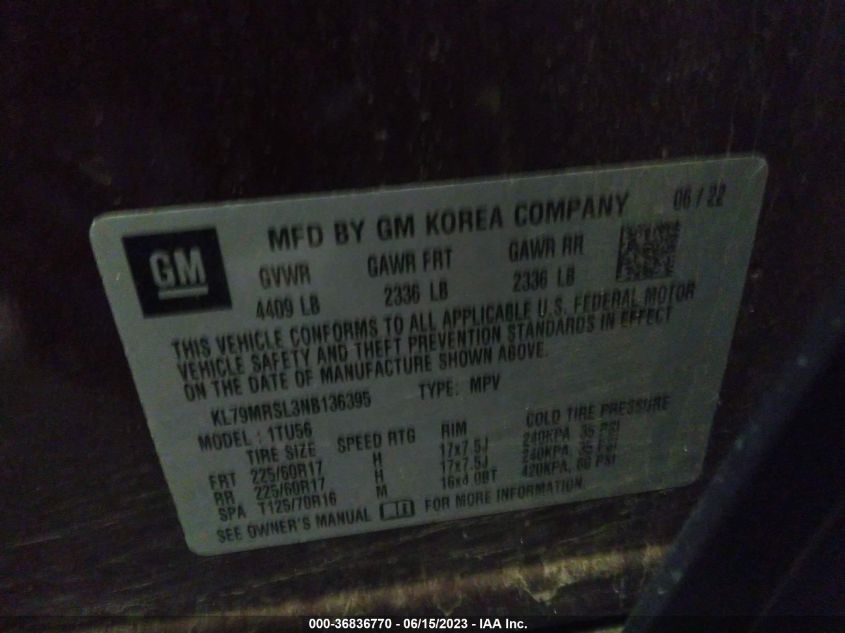 GM
MFD BY GM KOREA COMPANY 06 / 22
GVWR GAWR FRT GAWR RR
4409 LB 2336 LB 2336 LB
THIS VEHICLE CONFORMS TO ALL APPLICABLE U.S. FEDERAL MOTOR
VEHICLE SAFETY AND THEFT PREVENTION STANDARDS IN EFFECT
ON THE DATE OF MANUFACTURE SHOWN ABOVE.
KL79MRSL3NB136395 TYPE: MPV
MODEL : 1TU56
TIRE SIZE SPEED RTG RIM COLD TIRE PRESSURE
FRT 225/60R17 H 17x7.5J 240KPA, 35 PSI
RR 225/60R17 H 17x7.5J 240KPA, 35 PSI
SPA T125/70R16 M 16x4.0BT 420KPA, 60 PSI
SEE OWNER'S MANUAL FOR MORE INFORMATION.
000-36836770 - 06/15/2023 - IAA Inc.